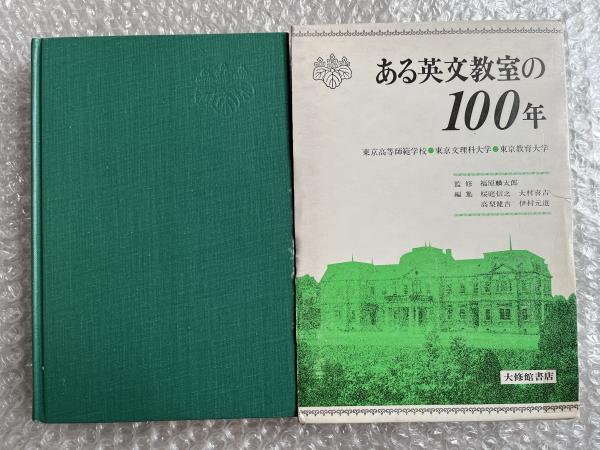 ある英文教室の
100年
東京高等師範学校●東京文理科大学●東京教育大学
監修 福原麟太郎
編集 桜庭信之 大村喜吉
高梨健吉 伊村元道
大修館書店